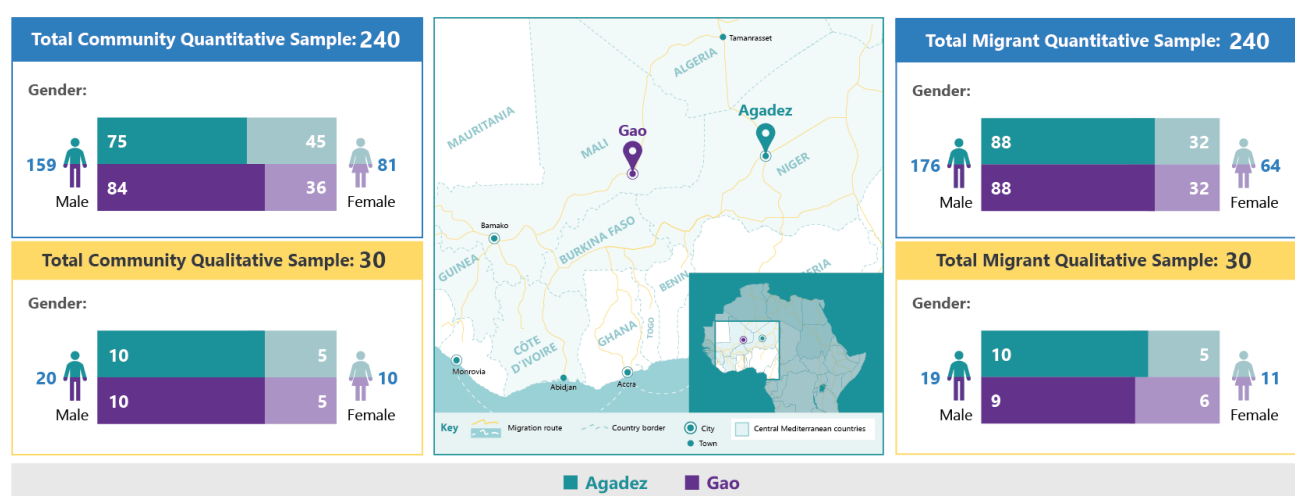 Total Community Quantitative Sample: 240
Gender:
75 45
159 81
84 36
Male Female
Total Community Qualitative Sample: 30
Gender:
10 5
20 10
10 5
Male Female
Tamanrasset
ALGERIA
MAURITANIA
Agadez
Gao
MALI
NIGER
Bamako
BURKINA FASO
GUINEA
BENIN
CÔTE
D'IVOIRE
GHANA
TOGO
Monrovia
Abidjan
Accra
Key
Migration route
Country border
City
Town
Central Mediterranean countries
Total Migrant Quantitative Sample: 240
Gender:
88 32
176 64
88 32
Male Female
Total Migrant Qualitative Sample: 30
Gender:
10 5
19 11
9 6
Male Female
Agadez Gao